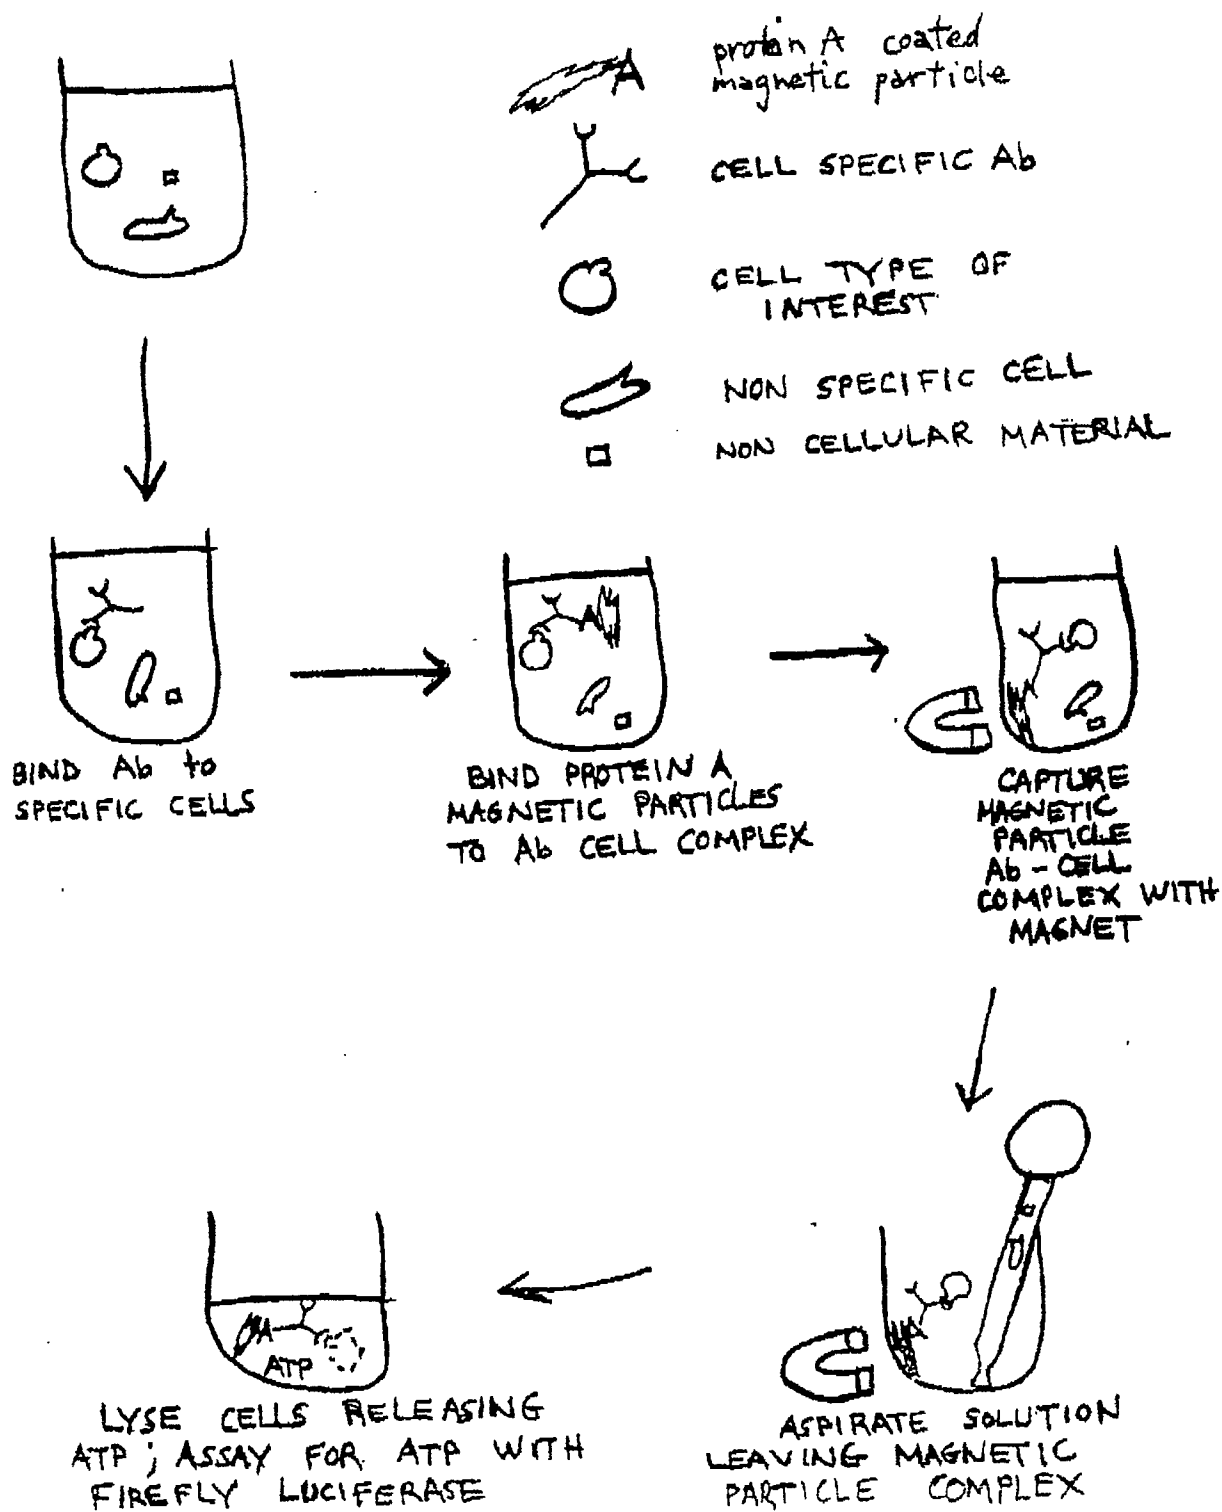 A
protein A coated
magnetic particle
CELL SPECIFIC Ab
CELL TYPE OF
INTEREST
NON SPECIFIC CELL
NON CELLULAR MATERIAL
A
BIND Ab to
SPECIFIC CELLS
BIND PROTEIN A
MAGNETIC PARTICLES
TO Ab CELL COMPLEX
CAPTURE
MAGNETIC
PARTICLE
Ab-CELL
COMPLEX WITH
MAGNET
A
A
ATP
LYSE CELLS RELEASING
ATP; ASSAY FOR ATP WITH
FIREFLY LUCIFERASE
ASPIRATE SOLUTION
LEAVING MAGNETIC
PARTICLE COMPLEX